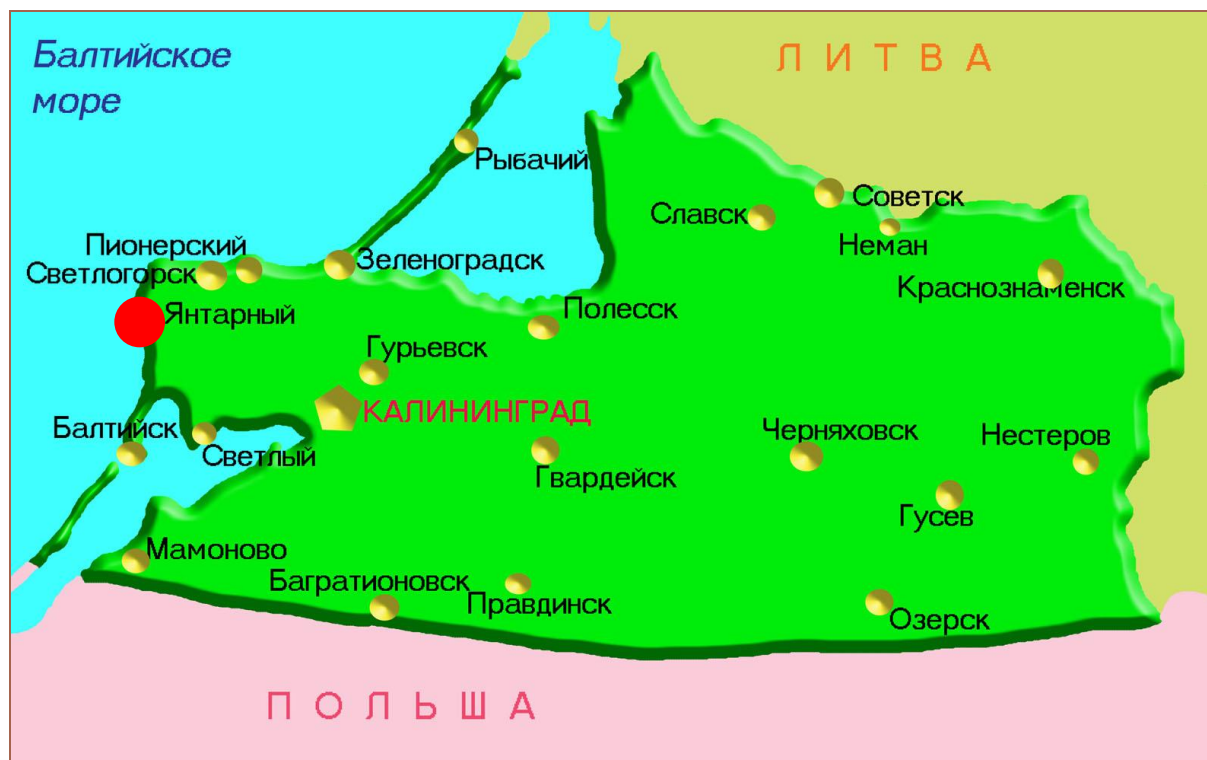 Балтийское
море
ЛИТВА
Рыбачий
Советск
Славск
Неман
Пионерский
Зеленоградск
Светлогорск
Краснознаменск
Янтарный
Полесск
Гурьевск
КАЛИНИНГРАД
Балтийск
Светлый
Черняховск
Нестеров
Гвардейск
Гусев
Мамоново
Багратионовск
Правдинск
Озерск
ПОЛЬША